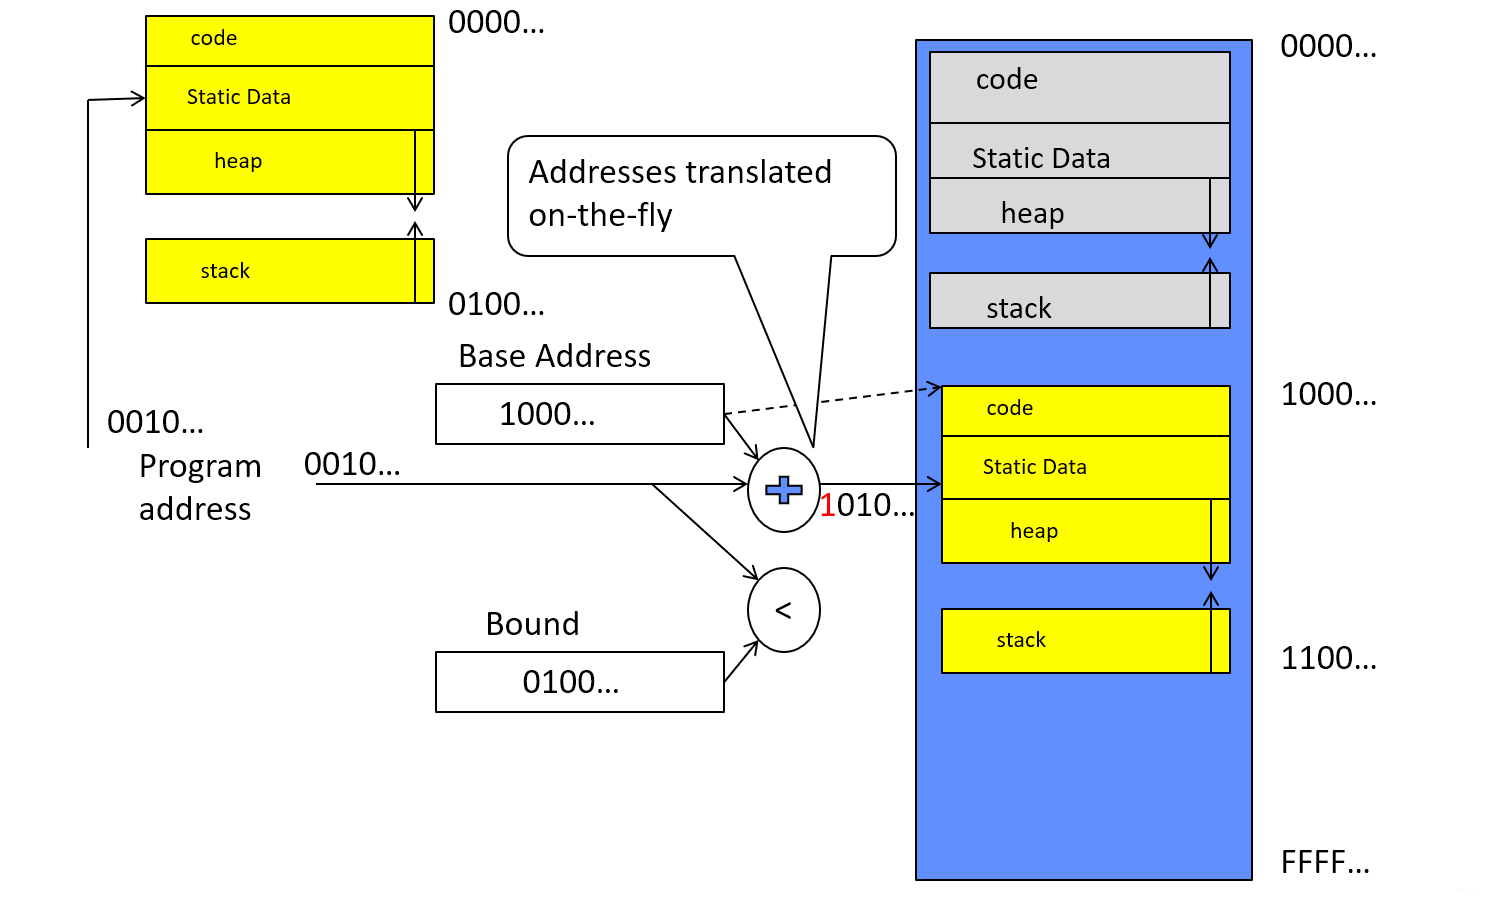 code
0000...
Static Data
heap
stack
0100...
Addresses translated
on-the-fly
Base Address
1000...
0010...
Program
address
0010...
1010...
<
Bound
0100...
0000...
code
Static Data
heap
stack
1000...
code
Static Data
heap
stack
1100...
FFFF...